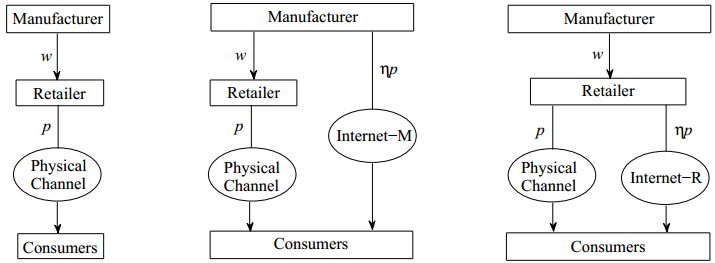 Manufacturer
w
Retailer
p
Physical
Channel
Consumers
Manufacturer
w
ηp
Retailer
p
Internet−M
Physical
Channel
Consumers
Manufacturer
w
Retailer
p
ηp
Physical
Channel
Internet−R
Consumers